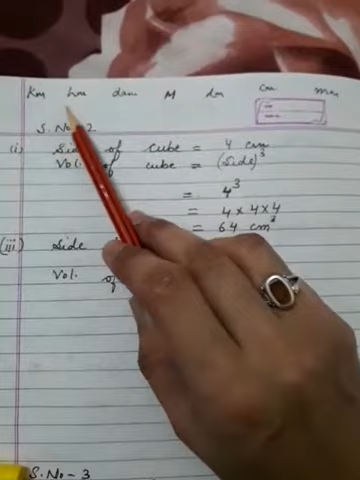 Km hm dam M dm cm mm
S. No - 2
(i) Side of cube = 4 cm
Vol. of cube = (Side)³
= 4³
= 4 × 4 × 4
= 64 cm³
(iii) Side
Vol. of
S. No - 3